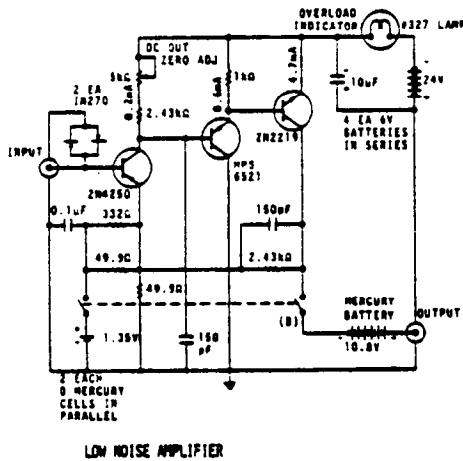 OVERLOAD
INDICATOR
#327 LAMP
DC OUT
ZERO ADJ
5kΩ
0.2mA
2.43kΩ
0.6mA
1kΩ
4.7mA
10uF
24V
2 EA
1N270
4 EA 6V
BATTERIES
IN SERIES
2N2219
INPUT
MPS
6521
2N4250
0.1uF
332Ω
150pF
49.9Ω
2.43kΩ
49.9Ω
MERCURY
BATTERY
OUTPUT
(B)
1.35V
150
pF
10.8V
2 EACH
D MERCURY
CELLS IN
PARALLEL
LOW NOISE AMPLIFIER